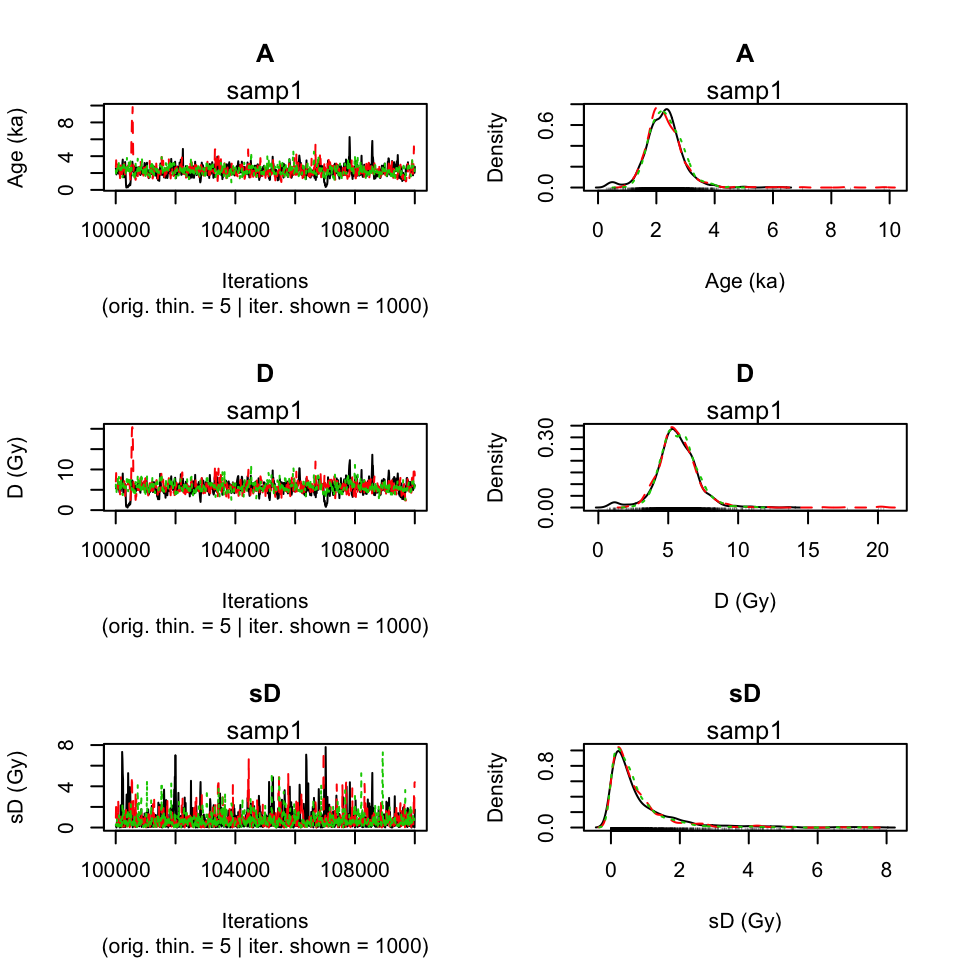 A
samp1
Age (ka)
0 4 8
100000 104000 108000
Iterations
(orig. thin. = 5 | iter. shown = 1000)
A
samp1
Density
0.0 0.6
0 2 4 6 8 10
Age (ka)
D
samp1
D (Gy)
0 10
100000 104000 108000
Iterations
(orig. thin. = 5 | iter. shown = 1000)
D
samp1
Density
0.00 0.30
0 5 10 15 20
D (Gy)
sD
samp1
sD (Gy)
0 4 8
100000 104000 108000
Iterations
(orig. thin. = 5 | iter. shown = 1000)
sD
samp1
Density
0.0 0.8
0 2 4 6 8
sD (Gy)